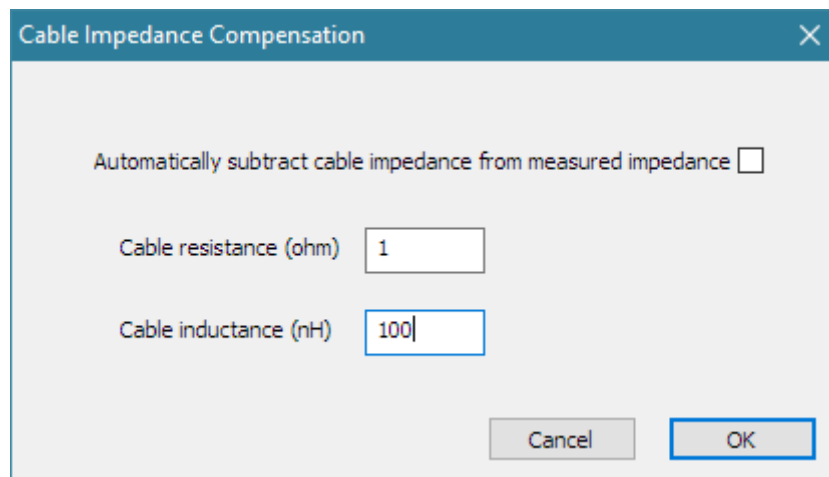 Cable Impedance Compensation
Automatically subtract cable impedance from measured impedance
Cable resistance (ohm) 1
Cable inductance (nH) 100
Cancel OK